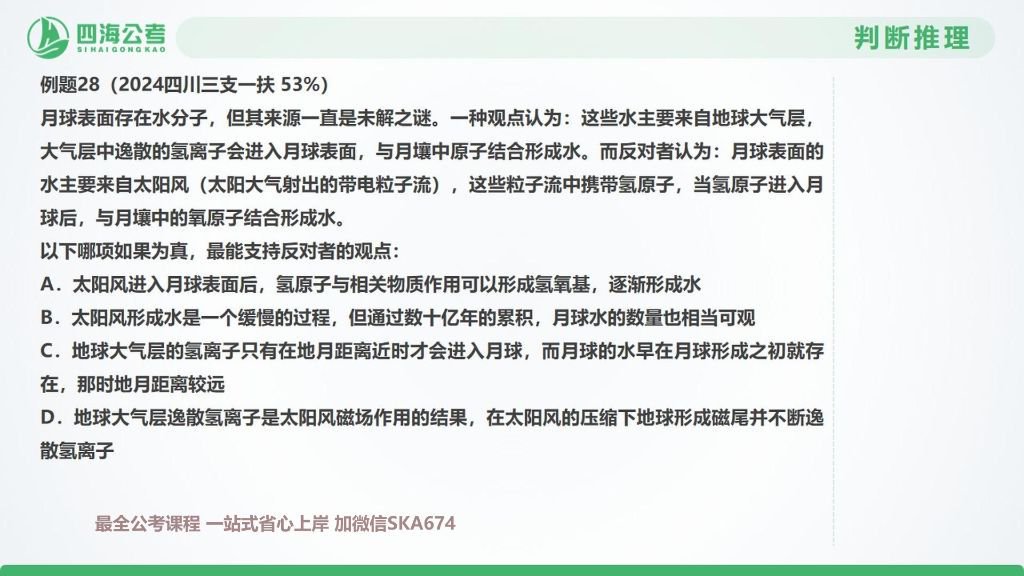 四海公考
SIHAIGONGKAO
判断推理
例题28（2024四川三支一扶 53%）
月球表面存在水分子，但其来源一直是未解之谜。一种观点认为：这些水主要来自地球大气层，
大气层中逸散的氢离子会进入月球表面，与月壤中原子结合形成水。而反对者认为：月球表面的
水主要来自太阳风（太阳大气射出的带电粒子流），这些粒子流中携带氢原子，当氢原子进入月
球后，与月壤中的氧原子结合形成水。
以下哪项如果为真，最能支持反对者的观点：
A．太阳风进入月球表面后，氢原子与相关物质作用可以形成氢氧基，逐渐形成水
B．太阳风形成水是一个缓慢的过程，但通过数十亿年的累积，月球水的数量也相当可观
C．地球大气层的氢离子只有在地月距离近时才会进入月球，而月球的水早在月球形成之初就存
在，那时地月距离较远
D．地球大气层逸散氢离子是太阳风磁场作用的结果，在太阳风的压缩下地球形成磁尾并不断逸
散氢离子
最全公考课程 一站式省心上岸 加微信SKA674